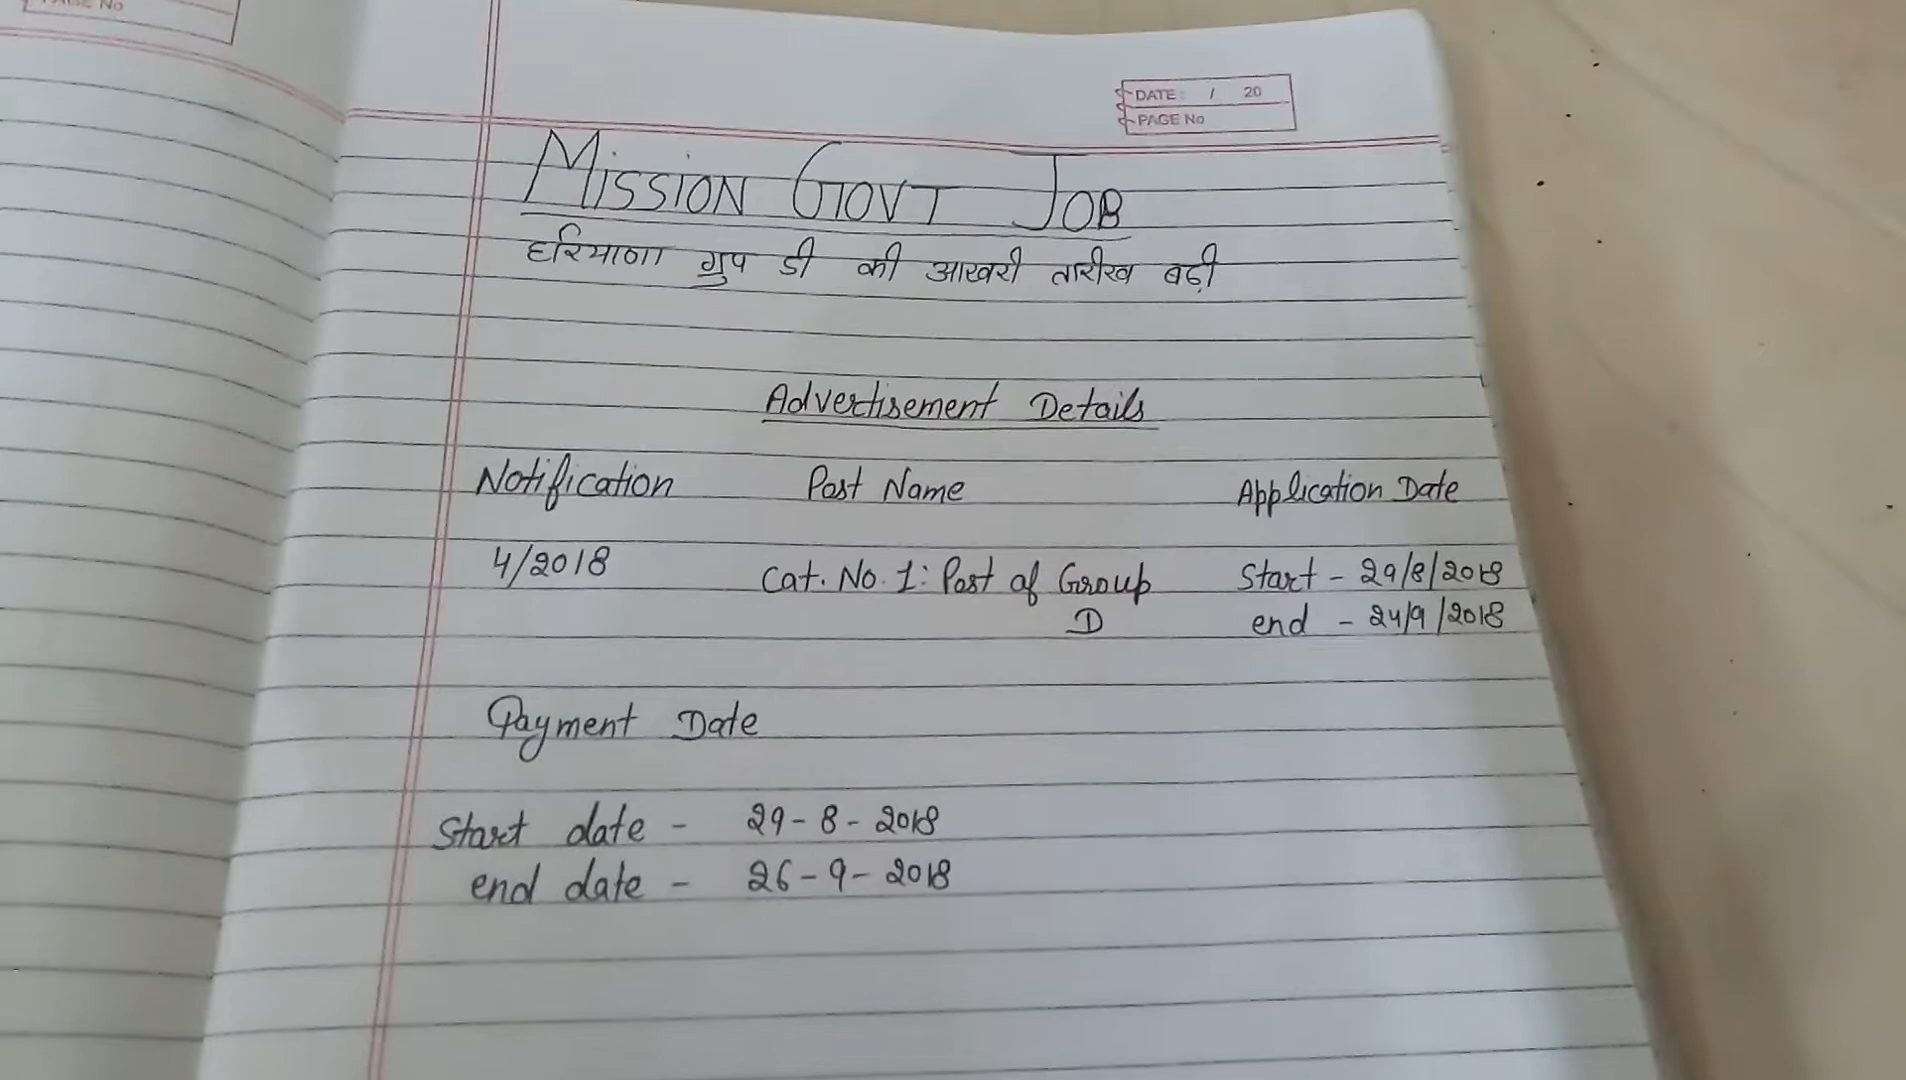 PAGE No
DATE / 20
PAGE No
MISSION GOVT JOB
हरियाणा ग्रुप डी की आखरी तारीख बढ़ी
Advertisement Details
Notification Post Name Application Date
4/2018 Cat. No. 1: Post of Group Start - 29/8/2018
D end - 24/9/2018
Payment Date
Start date - 29-8-2018
end date - 26-9-2018